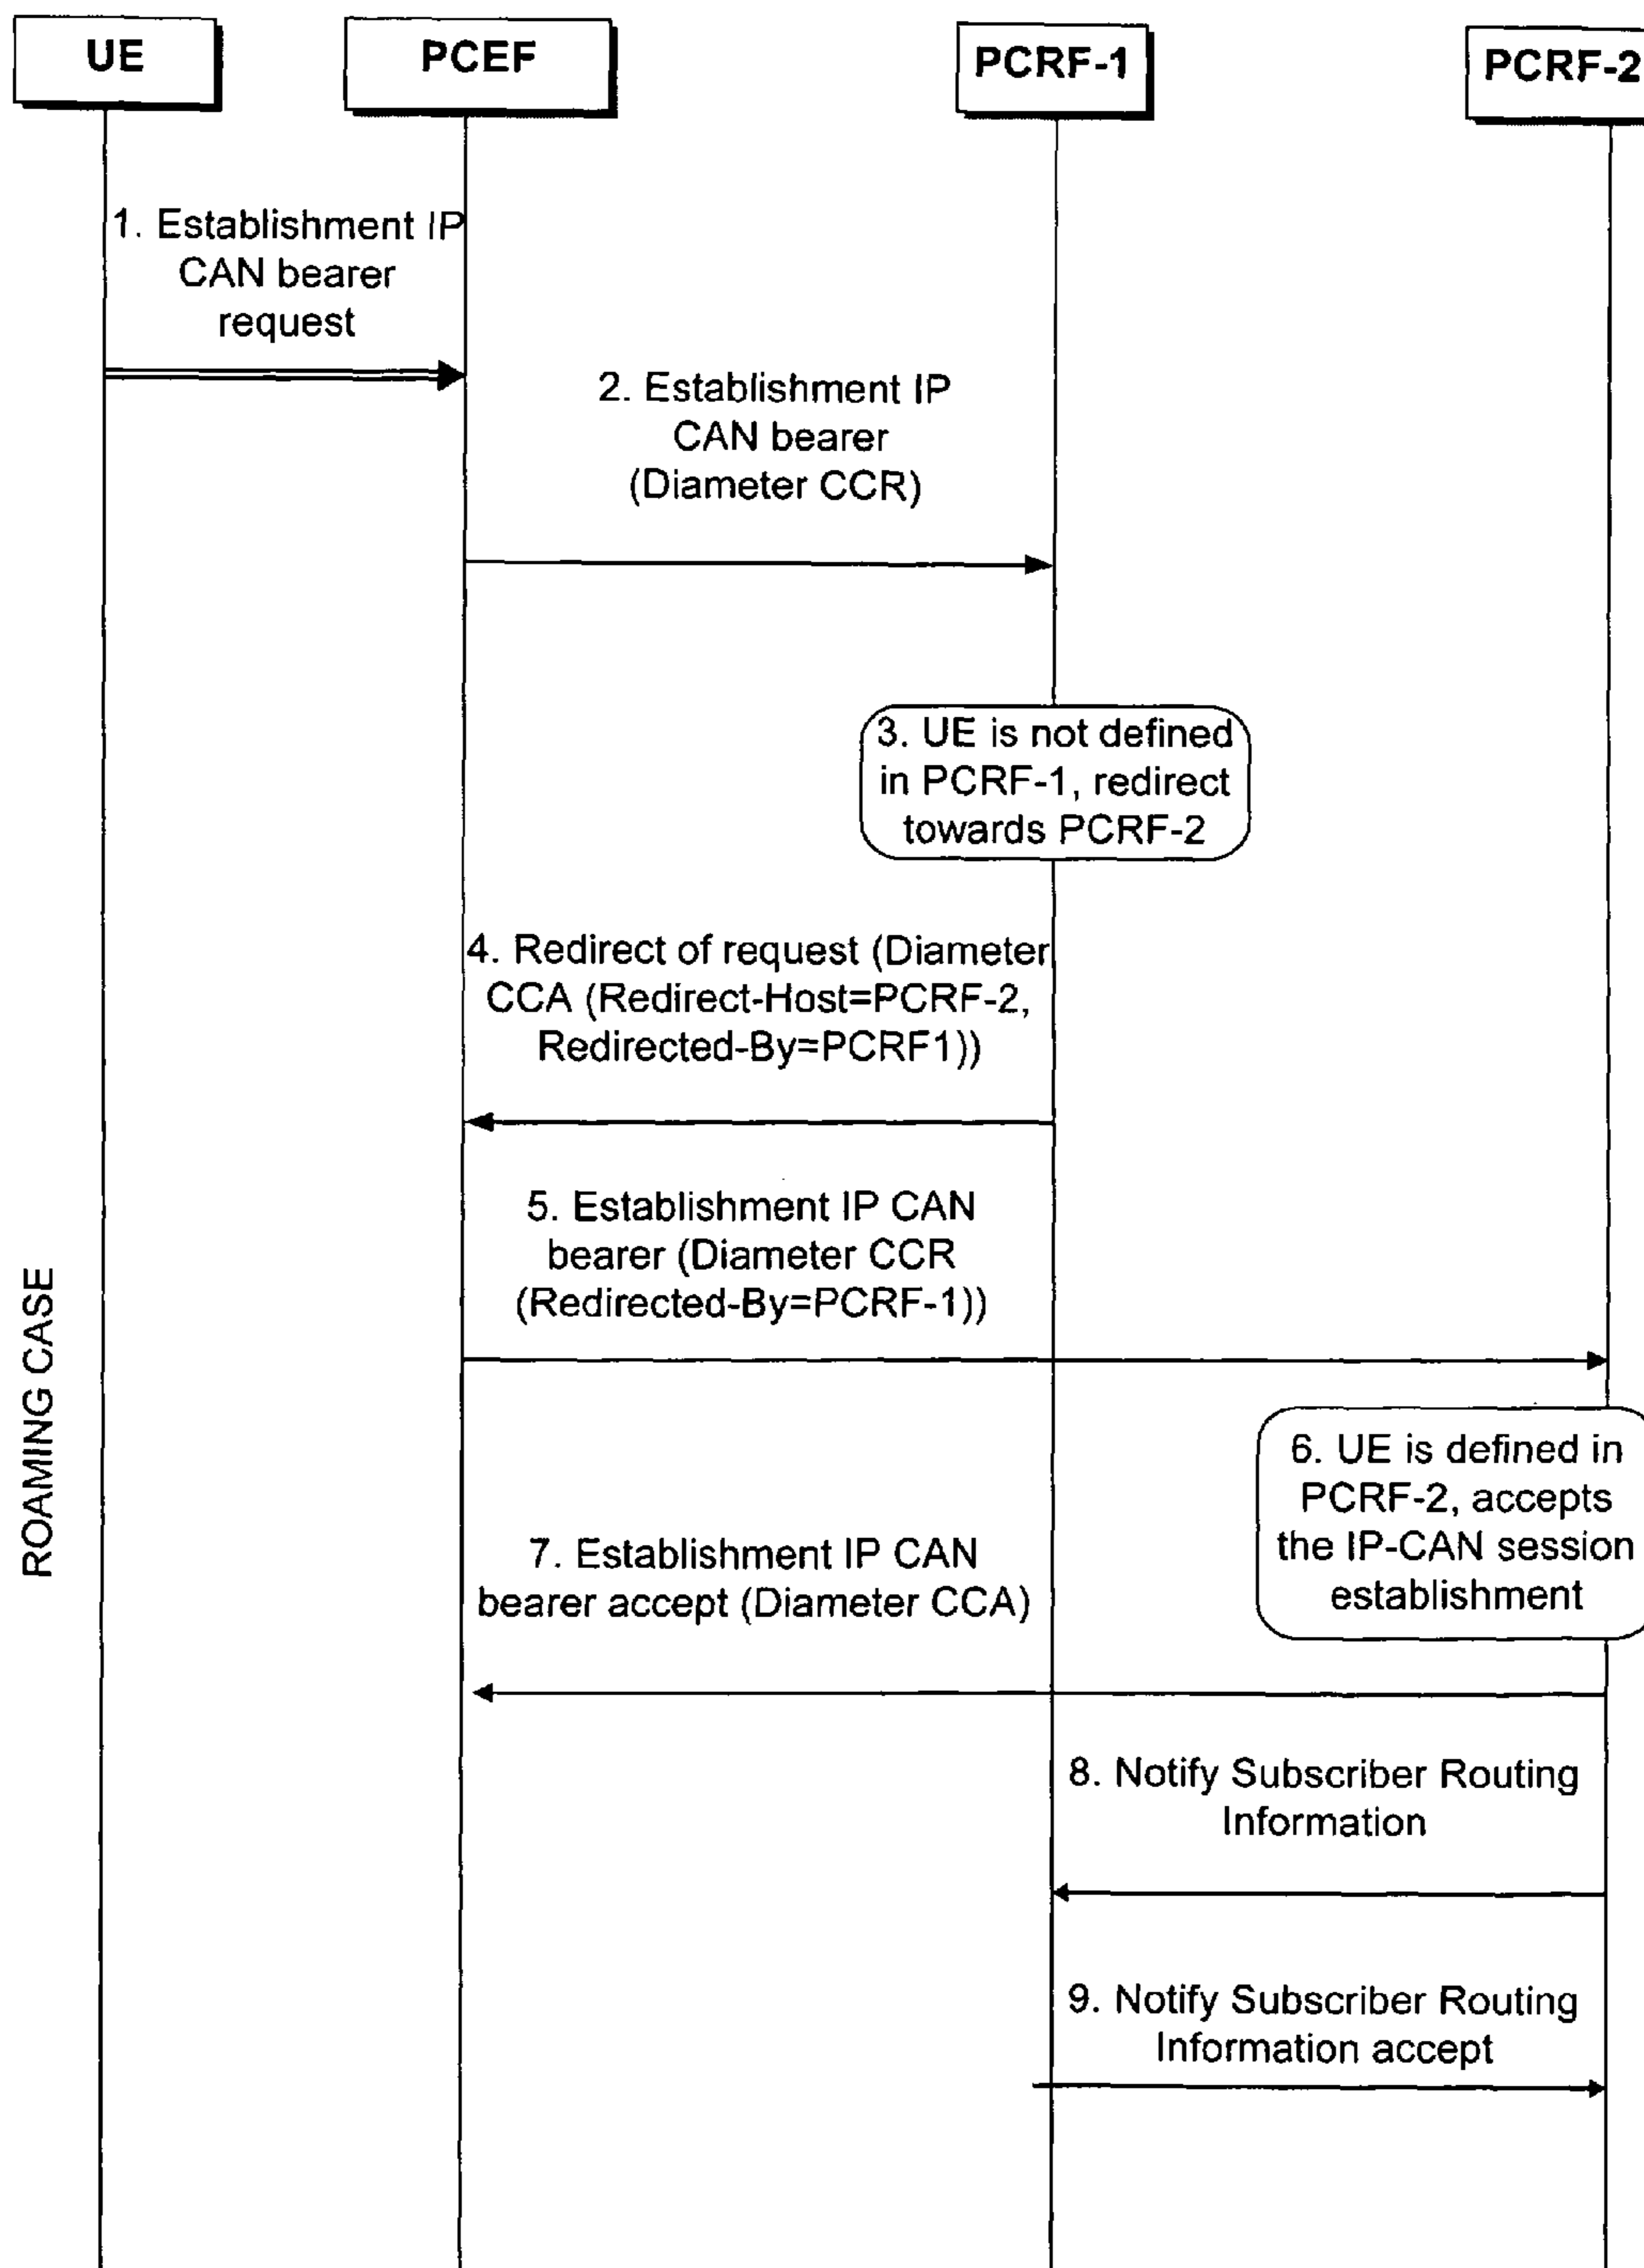 UE
PCEF
PCRF-1
PCRF-2
1. Establishment IP
CAN bearer
request
2. Establishment IP
CAN bearer
(Diameter CCR)
3. UE is not defined
in PCRF-1, redirect
towards PCRF-2
4. Redirect of request (Diameter
CCA (Redirect-Host=PCRF-2,
Redirected-By=PCRF1))
5. Establishment IP CAN
bearer (Diameter CCR
(Redirected-By=PCRF-1))
ROAMING CASE
6. UE is defined in
PCRF-2, accepts
the IP-CAN session
establishment
7. Establishment IP CAN
bearer accept (Diameter CCA)
8. Notify Subscriber Routing
Information
9. Notify Subscriber Routing
Information accept